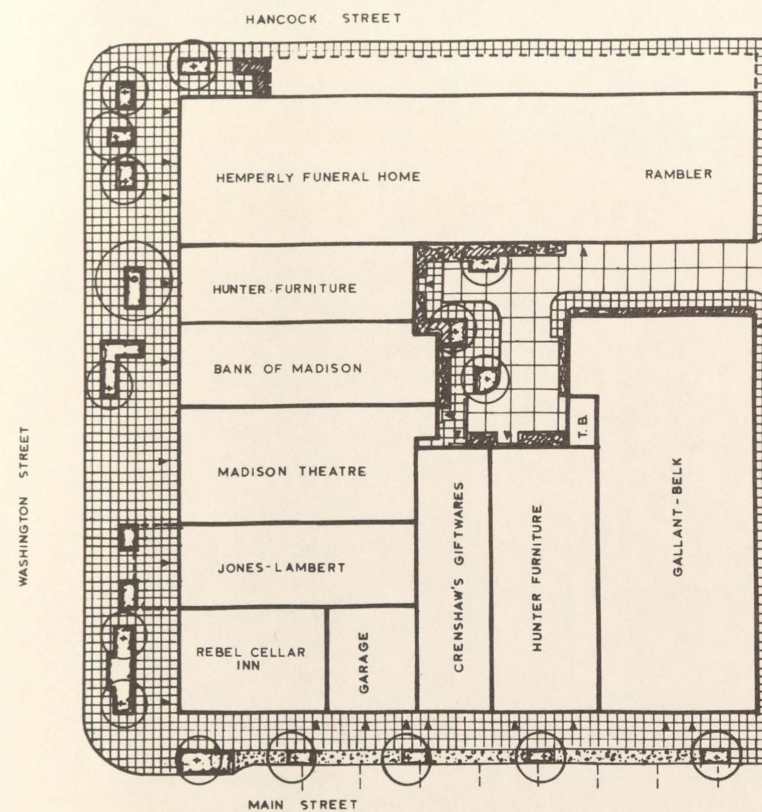 HANCOCK STREET
HEMPERLY FUNERAL HOME
RAMBLER
HUNTER FURNITURE
BANK OF MADISON
MADISON THEATRE
JONES-LAMBERT
REBEL CELLAR
INN
GARAGE
CRENSHAW'S GIFTWARES
HUNTER FURNITURE
T.B.
GALLANT-BELK
WASHINGTON STREET
MAIN STREET